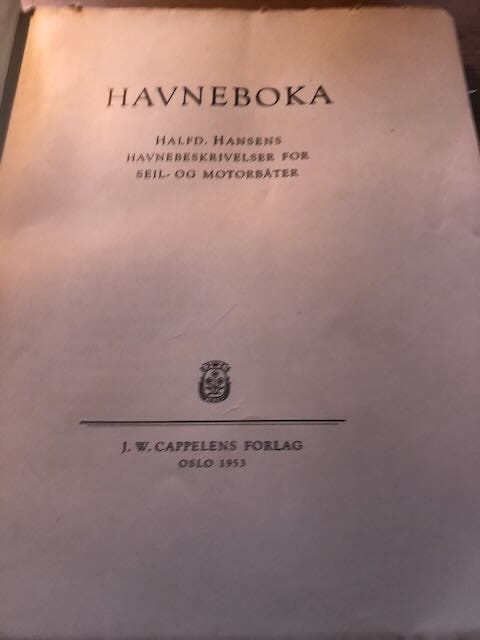 HAVNEBOKA
HALFD. HANSENS
HAVNEBESKRIVELSER FOR
SEIL- OG MOTORBÅTER
J. W. CAPPELENS FORLAG
OSLO 1953